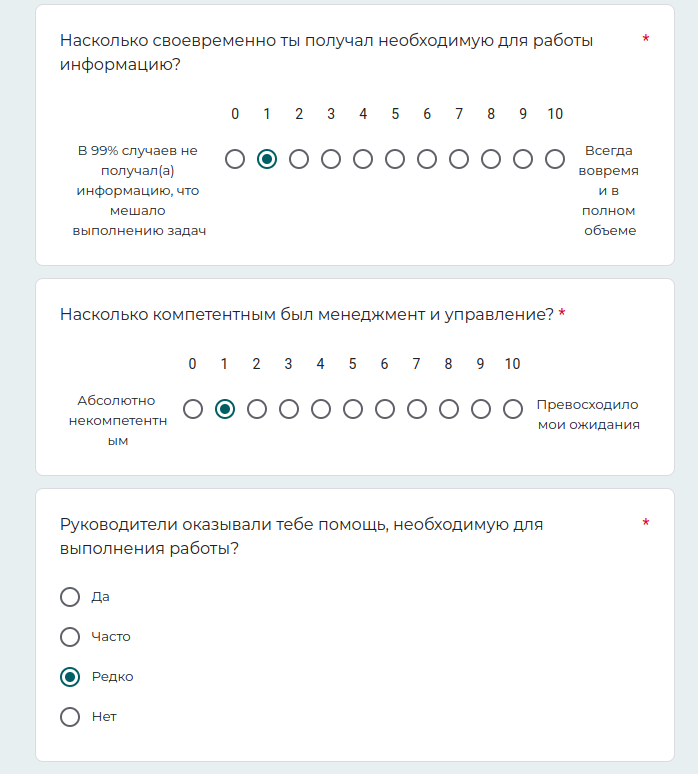 Насколько своевременно ты получал необходимую для работы *
информацию?
0 1 2 3 4 5 6 7 8 9 10
В 99% случаев не
получал(а)
информацию, что
мешало
выполнению задач
Всегда
вовремя
и в
полном
объеме
Насколько компетентным был менеджмент и управление? *
0 1 2 3 4 5 6 7 8 9 10
Абсолютно
некомпетентн
ым
Превосходило
мои ожидания
Руководители оказывали тебе помощь, необходимую для *
выполнения работы?
Да
Часто
Редко
Нет